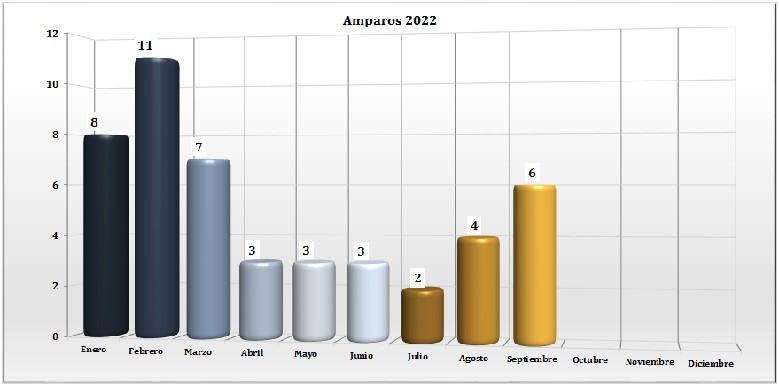 Amparos 2022
12
10
8
6
4
2
0
8
11
7
3
3
3
2
4
6
Enero
Febrero
Marzo
Abril
Mayo
Junio
Julio
Agosto
Septiembre
Octubre
Noviembre
Diciembre